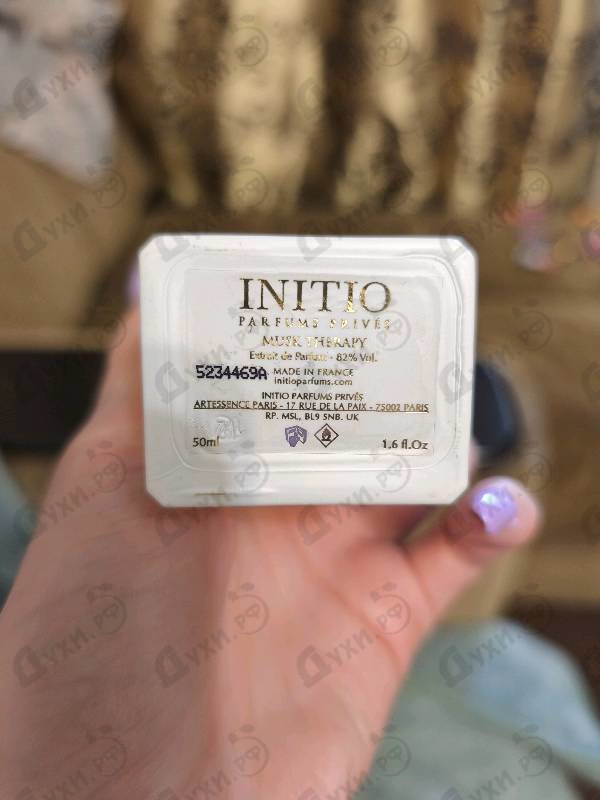 INITIO
PARFUMS PRIVÉS
MUSK THERAPY
Extrait de Parfum - 82% Vol.
5234469A MADE IN FRANCE
initioparfums.com
INITIO PARFUMS PRIVÉS
ARTESSENCE PARIS - 17 RUE DE LA PAIX - 75002 PARIS
RP. MSL, BL9 5NB. UK
50ml 1.6 fl.Oz
Духи.рф